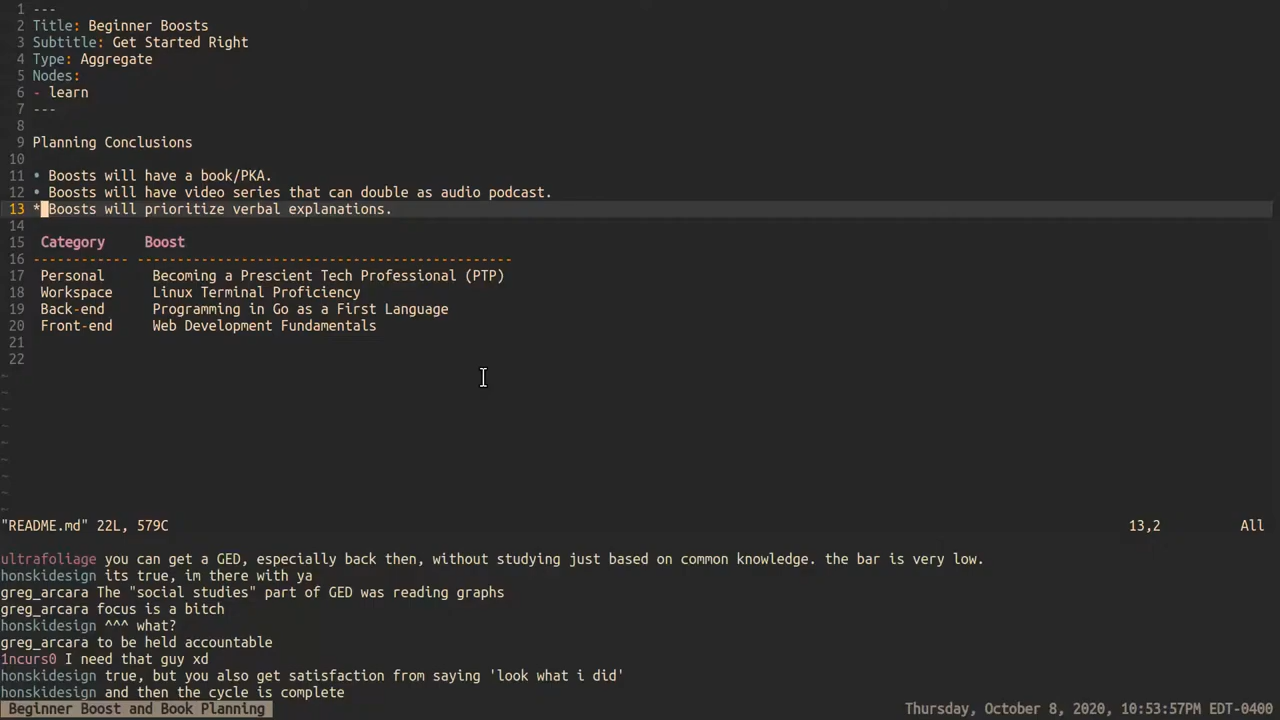 1 ---
2 Title: Beginner Boosts
3 Subtitle: Get Started Right
4 Type: Aggregate
5 Nodes:
6 - learn
7 ---
8
9 Planning Conclusions
10
11 • Boosts will have a book/PKA.
12 • Boosts will have video series that can double as audio podcast.
13 * Boosts will prioritize verbal explanations.
14
15 Category Boost
16 ------------ -----------------------------------------------
17 Personal Becoming a Prescient Tech Professional (PTP)
18 Workspace Linux Terminal Proficiency
19 Back-end Programming in Go as a First Language
20 Front-end Web Development Fundamentals
21
22
~
~
~
~
~
~
~
~
~
"README.md" 22L, 579C 13,2 All
ultrafoliage you can get a GED, especially back then, without studying just based on common knowledge. the bar is very low.
honskidesign its true, im there with ya
greg_arcara The "social studies" part of GED was reading graphs
greg_arcara focus is a bitch
honskidesign ^^^ what?
greg_arcara to be held accountable
1ncurs0 I need that guy xd
honskidesign true, but you also get satisfaction from saying 'look what i did'
honskidesign and then the cycle is complete
Beginner Boost and Book Planning Thursday, October 8, 2020, 10:53:57PM EDT-0400